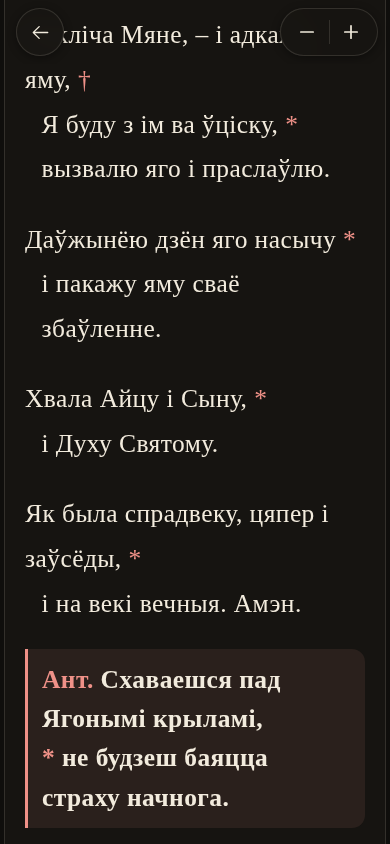 кліча Мяне, – і
яму, †
Я буду з ім ва ўціску, *
вызвалю яго і праслаўлю.
Даўжынёю дзён яго насычу *
і пакажу яму сваё
збаўленне.
Хвала Айцу і Сыну, *
і Духу Святому.
Як была спрадвеку, цяпер і
заўсёды, *
і на векі вечныя. Амэн.
Ант. Схаваешся пад
Ягонымі крыламі,
* не будзеш баяцца
страху начнога.